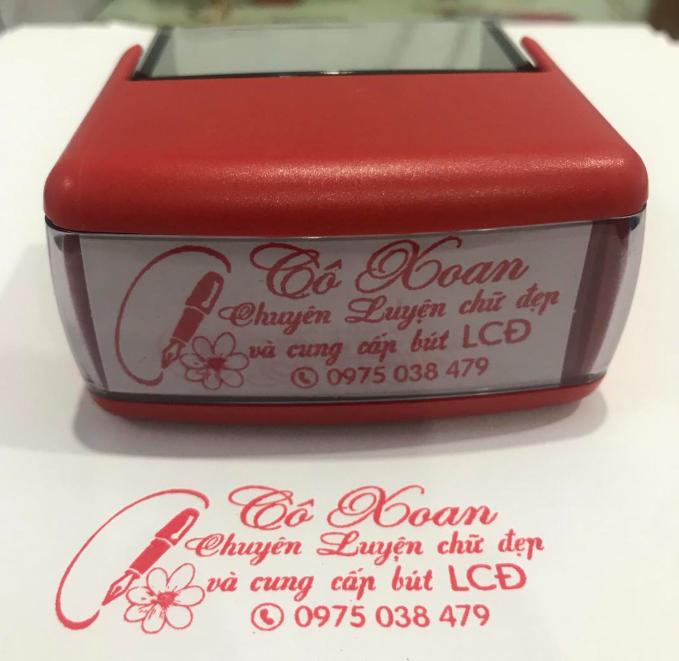 Cô Xoan
Chuyên Luyện chữ đẹp
và cung cấp bút LCĐ
0975 038 479
Cô Xoan
Chuyên Luyện chữ đẹp
và cung cấp bút LCĐ
0975 038 479